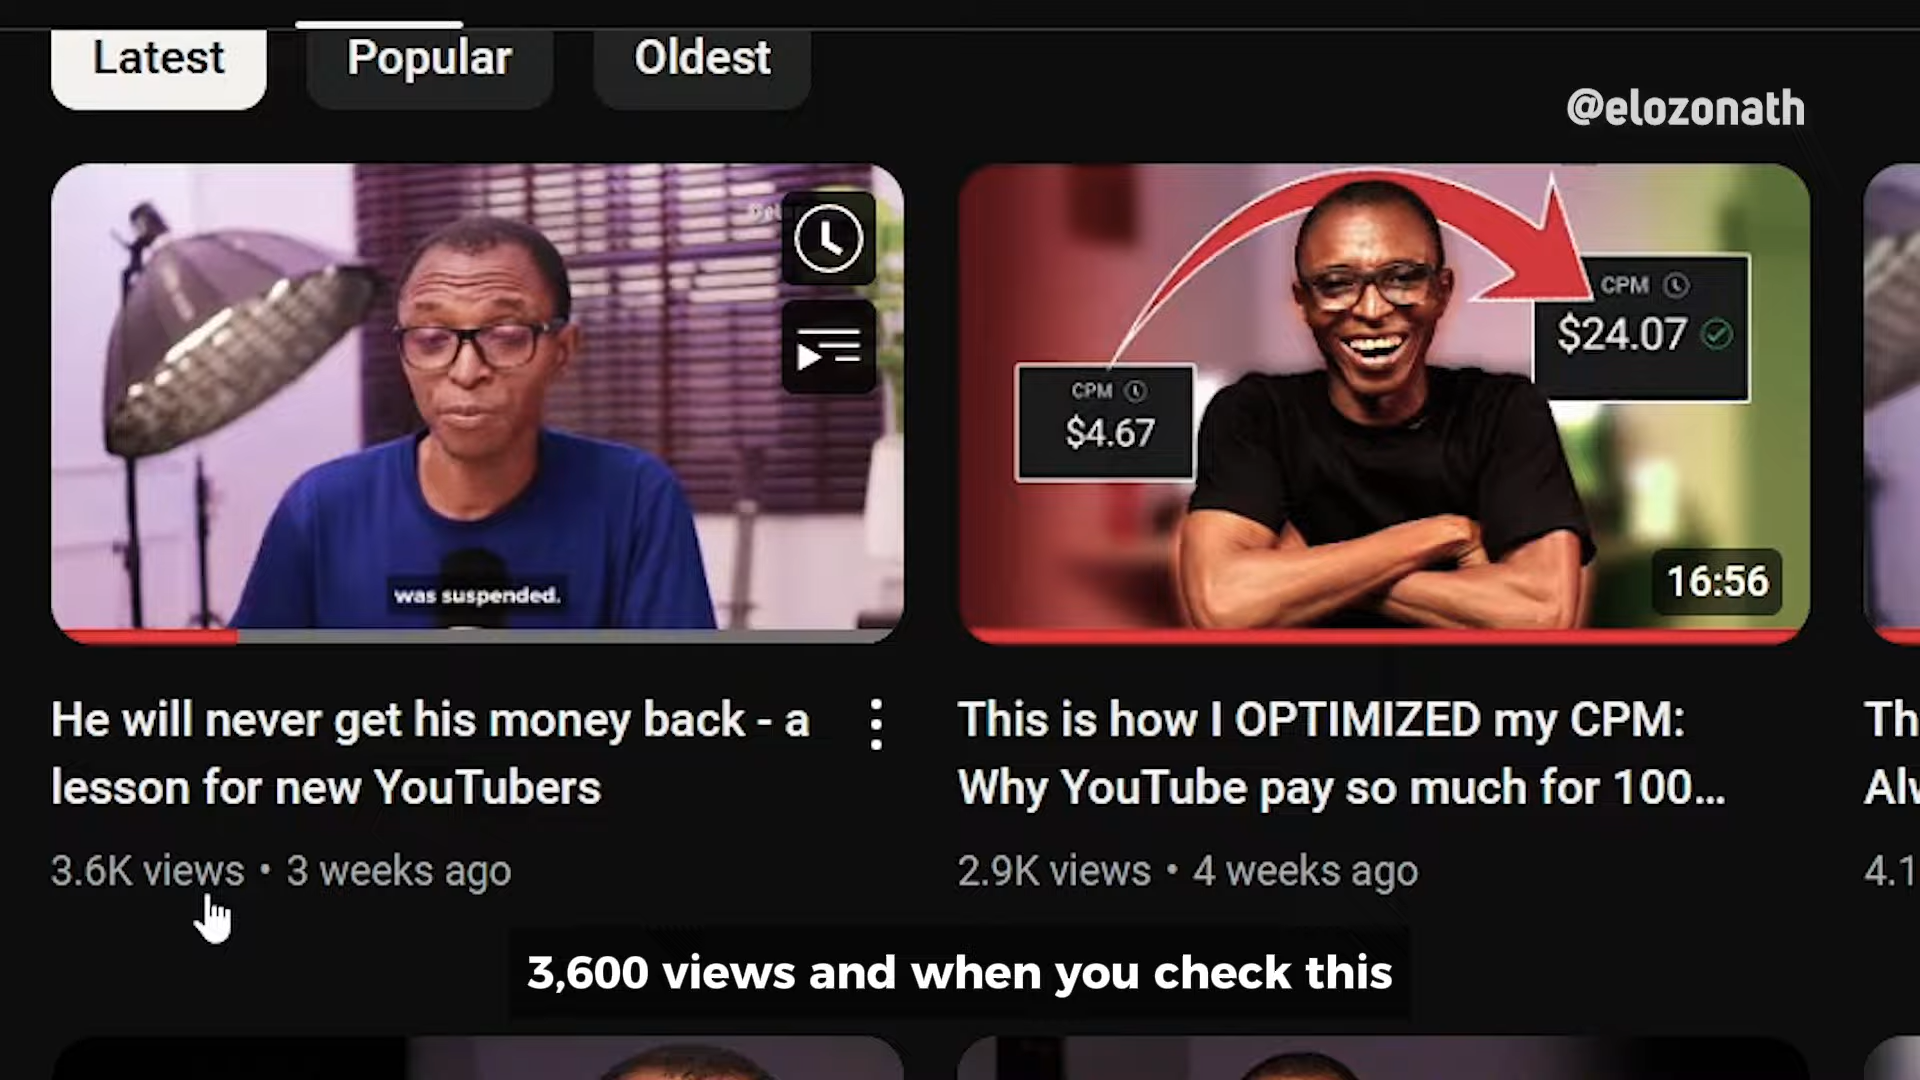 Latest
Popular
Oldest
@elozonath
was suspended.
CPM
$4.67
CPM
$24.07
16:56
He will never get his money back - a
lesson for new YouTubers
3.6K views • 3 weeks ago
This is how I OPTIMIZED my CPM:
Why YouTube pay so much for 100...
2.9K views • 4 weeks ago
Th
4.1
3,600 views and when you check this